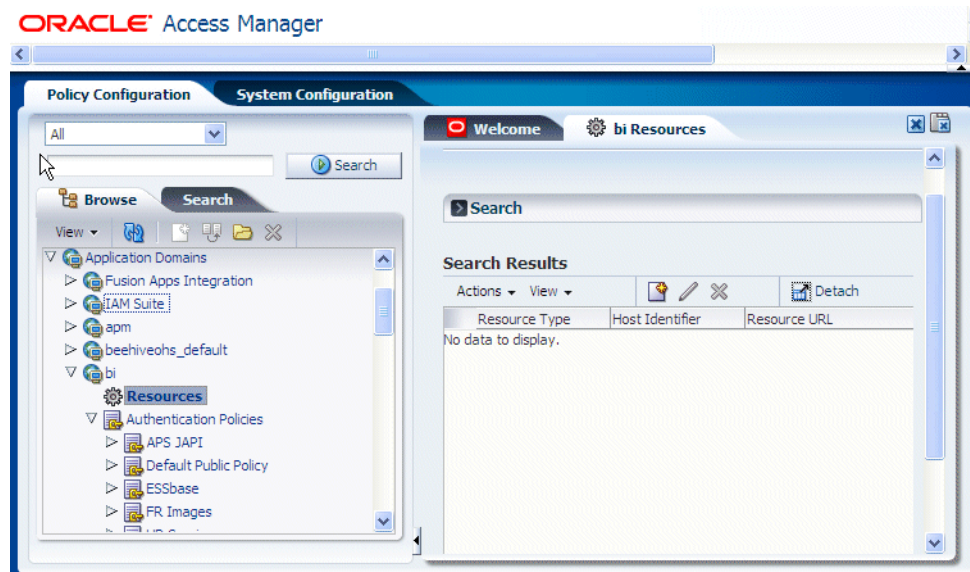 ORACLE Access Manager
Policy Configuration
System Configuration
All
Search
Browse
Search
View
Application Domains
Fusion Apps Integration
IAM Suite
apm
beehiveohs_default
bi
Resources
Authentication Policies
APS JAPI
Default Public Policy
ESSbase
FR Images
Welcome
bi Resources
Search
Search Results
Actions View
Detach
Resource Type Host Identifier Resource URL
No data to display.